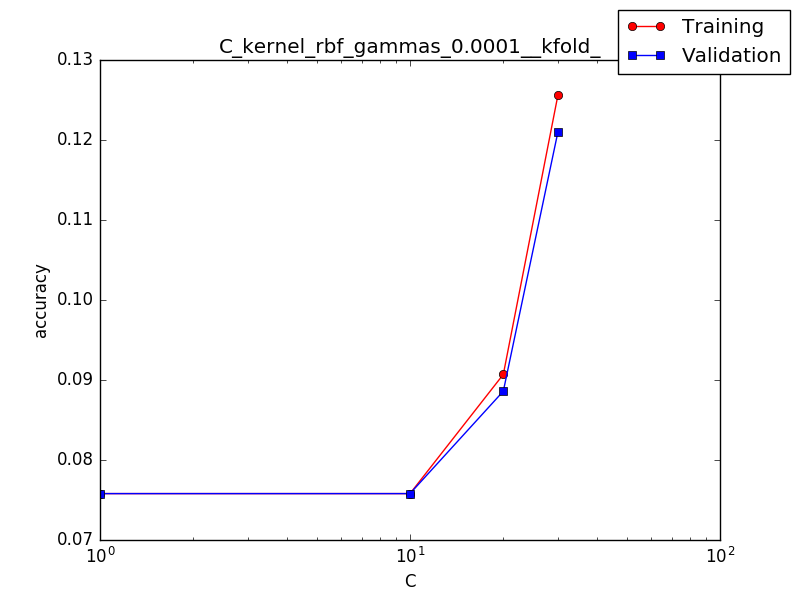 C_kernel_rbf_gammas_0.0001__kfold_
Training
Validation
0.13
0.12
0.11
0.10
0.09
0.08
0.07
accuracy
10^0
10^1
10^2
C